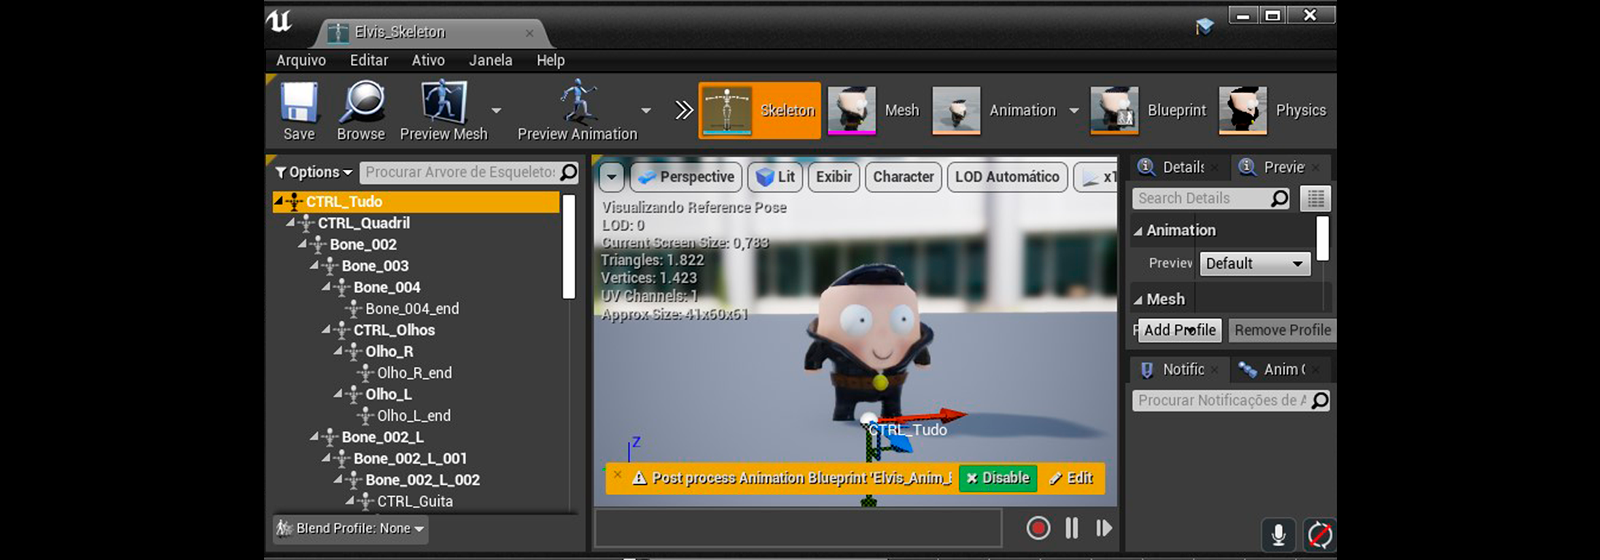 Elvis_Skeleton
Arquivo Editar Ativo Janela Help
Save Browse Preview Mesh Preview Animation Skeleton Mesh Animation Blueprint Physics
Options Procurar Arvore de Esqueletos
CTRL_Tudo
CTRL_Quadril
Bone_002
Bone_003
Bone_004
Bone_004_end
CTRL_Olhos
Olho_R
Olho_R_end
Olho_L
Olho_L_end
Bone_002_L
Bone_002_L_001
Bone_002_L_002
CTRL_Guita
Blend Profile: None
Perspective Lit Exibir Character LOD Automático x1
Visualizando Reference Pose
LOD: 0
Current Screen Size: 0,783
Triangles: 1.822
Vertices: 1.423
UV Channels: 1
Approx Size: 41x60x61
CTRL_Tudo
Z
Post process Animation Blueprint 'Elvis_Anim_ Disable Edit
Details Previe
Search Details
Animation
Previev Default
Mesh
Add Profile Remove Profile
Notific Anim
Procurar Notificações de A